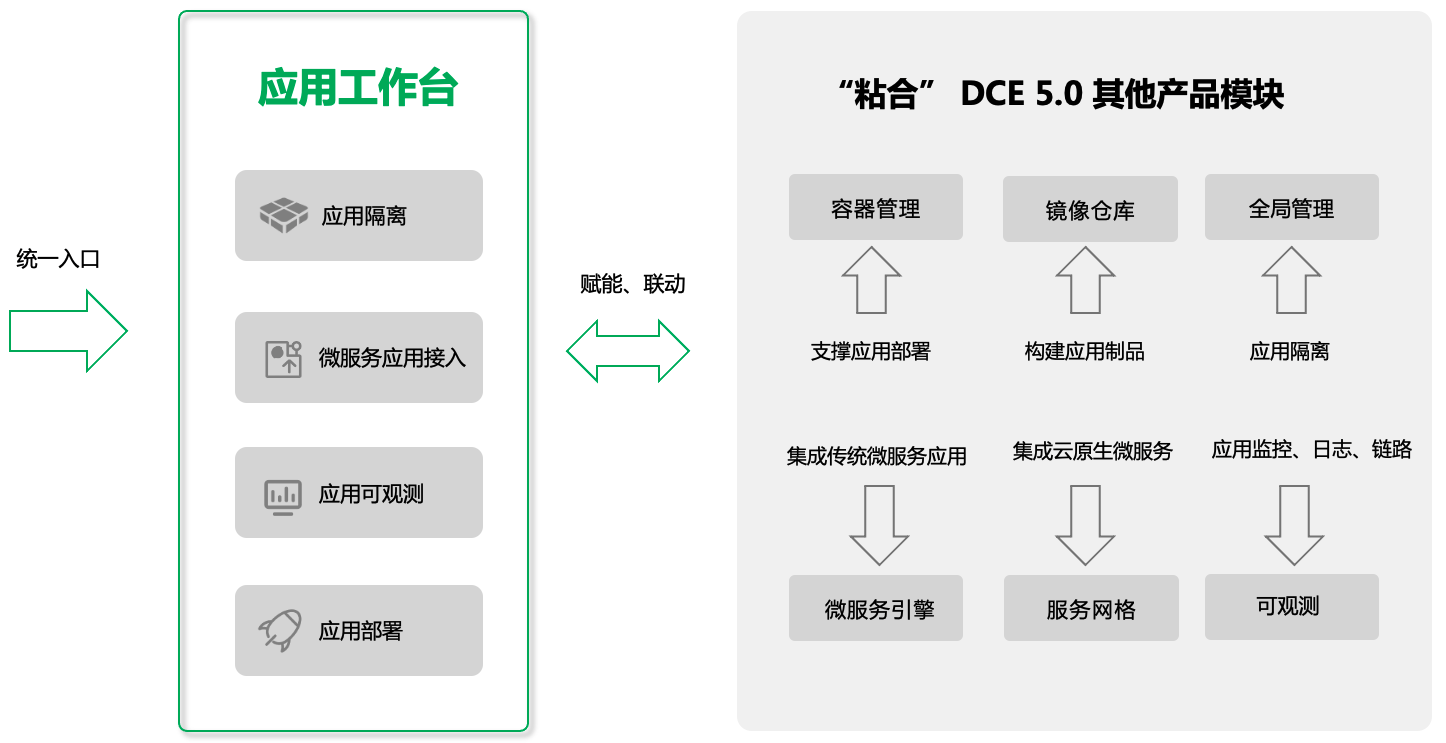 统一入口
应用工作台
应用隔离
微服务应用接入
应用可观测
应用部署
赋能、联动
“粘合” DCE 5.0 其他产品模块
容器管理
镜像仓库
全局管理
支撑应用部署
构建应用制品
应用隔离
集成传统微服务应用
集成云原生微服务
应用监控、日志、链路
微服务引擎
服务网格
可观测